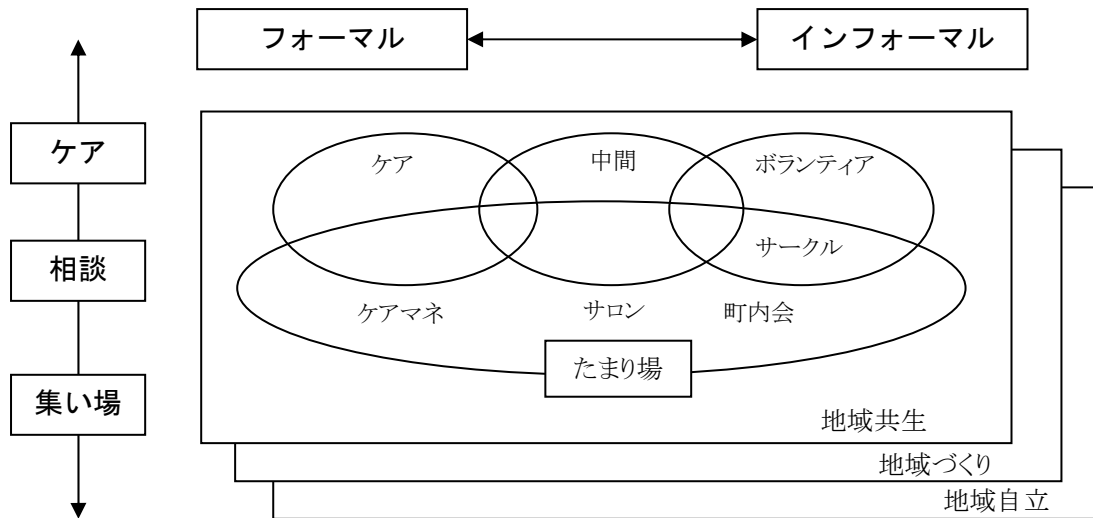 フォーマル
インフォーマル
ケア
相談
集い場
ケア
中間
ボランティア
サークル
ケアマネ
サロン
町内会
たまり場
地域共生
地域づくり
地域自立